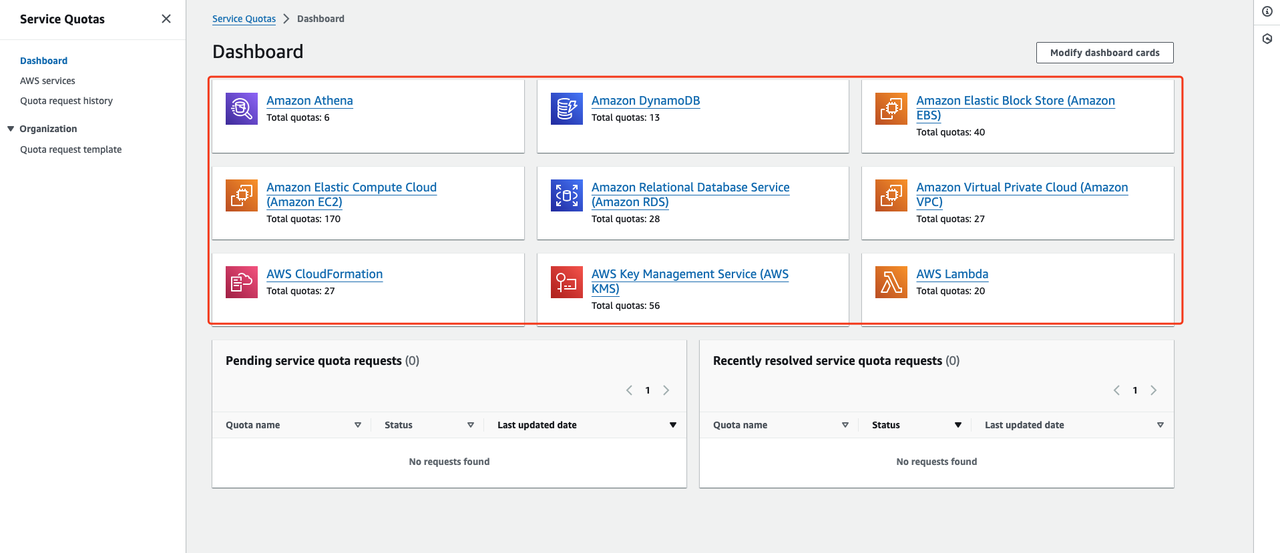 Service Quotas
Dashboard
AWS services
Quota request history
Organization
Quota request template
Service Quotas > Dashboard
Dashboard
Modify dashboard cards
Amazon Athena
Total quotas: 6
Amazon DynamoDB
Total quotas: 13
Amazon Elastic Block Store (Amazon
EBS)
Total quotas: 40
Amazon Elastic Compute Cloud
(Amazon EC2)
Total quotas: 170
Amazon Relational Database Service
(Amazon RDS)
Total quotas: 28
Amazon Virtual Private Cloud (Amazon
VPC)
Total quotas: 27
AWS CloudFormation
Total quotas: 27
AWS Key Management Service (AWS
KMS)
Total quotas: 56
AWS Lambda
Total quotas: 20
Pending service quota requests (0)
1
Quota name Status Last updated date
No requests found
Recently resolved service quota requests (0)
1
Quota name Status Last updated date
No requests found